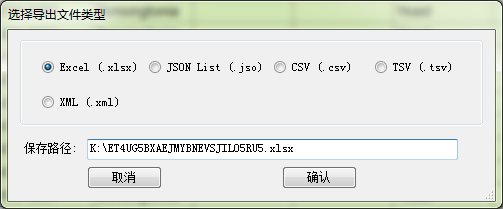 选择导出文件类型
Excel (.xlsx) JSON List (.jso) CSV (.csv) TSV (.tsv)
XML (.xml)
保存路径: K:\ET4UG5BXAEJMYBNEVSJILO5RU5.xlsx
取消 确认